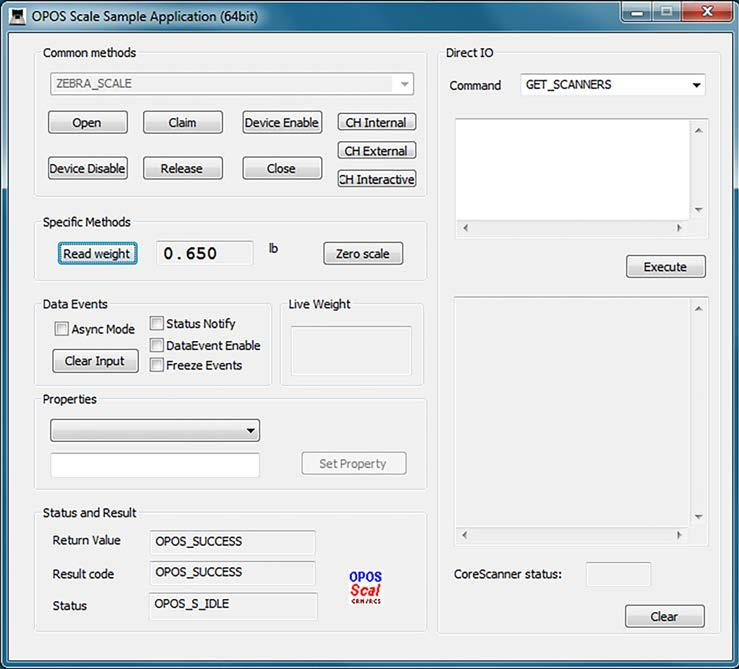 OPOS Scale Sample Application (64bit)
Common methods
ZEBRA_SCALE
Open
Claim
Device Enable
CH Internal
CH External
Device Disable
Release
Close
CH Interactive
Specific Methods
Read weight
0.650
lb
Zero scale
Data Events
Async Mode
Status Notify
DataEvent Enable
Clear Input
Freeze Events
Live Weight
Properties
Set Property
Status and Result
Return Value
OPOS_SUCCESS
Result code
OPOS_SUCCESS
Status
OPOS_S_IDLE
OPOS
Scal
CRM/RCS
Direct IO
Command
GET_SCANNERS
Execute
CoreScanner status:
Clear